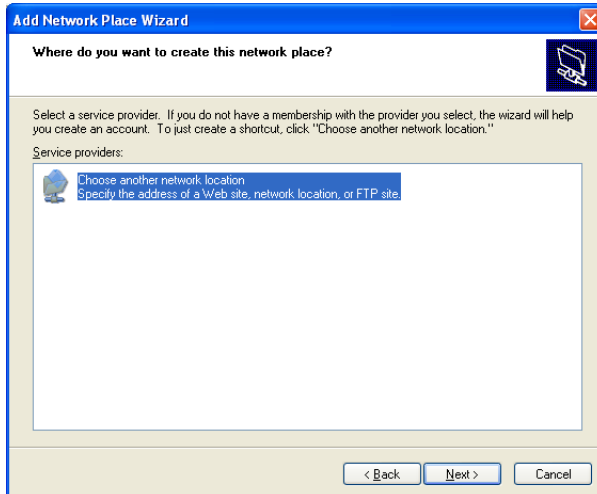 Add Network Place Wizard
Where do you want to create this network place?
Select a service provider. If you do not have a membership with the provider you select, the wizard will help
you create an account. To just create a shortcut, click "Choose another network location."
Service providers:
Choose another network location
Specify the address of a Web site, network location, or FTP site.
< Back Next > Cancel